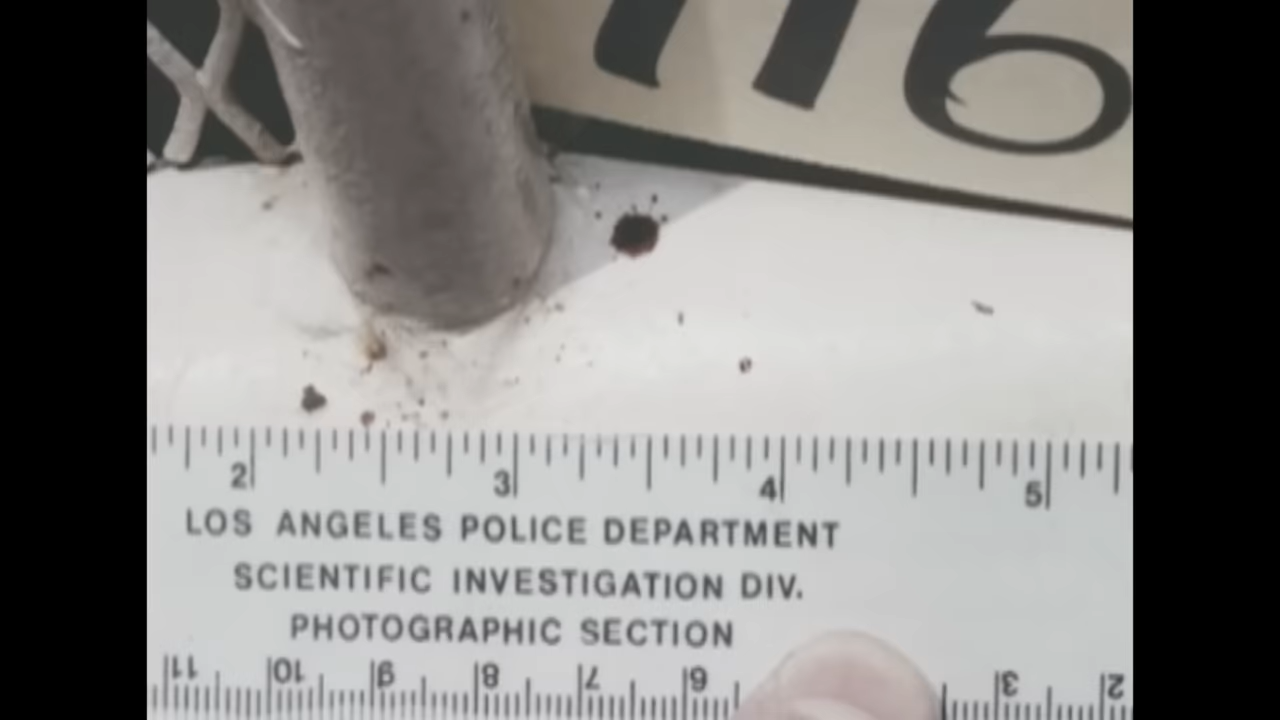 116
2 3 4 5
LOS ANGELES POLICE DEPARTMENT
SCIENTIFIC INVESTIGATION DIV.
PHOTOGRAPHIC SECTION
11 10 9 8 7 6 3 2